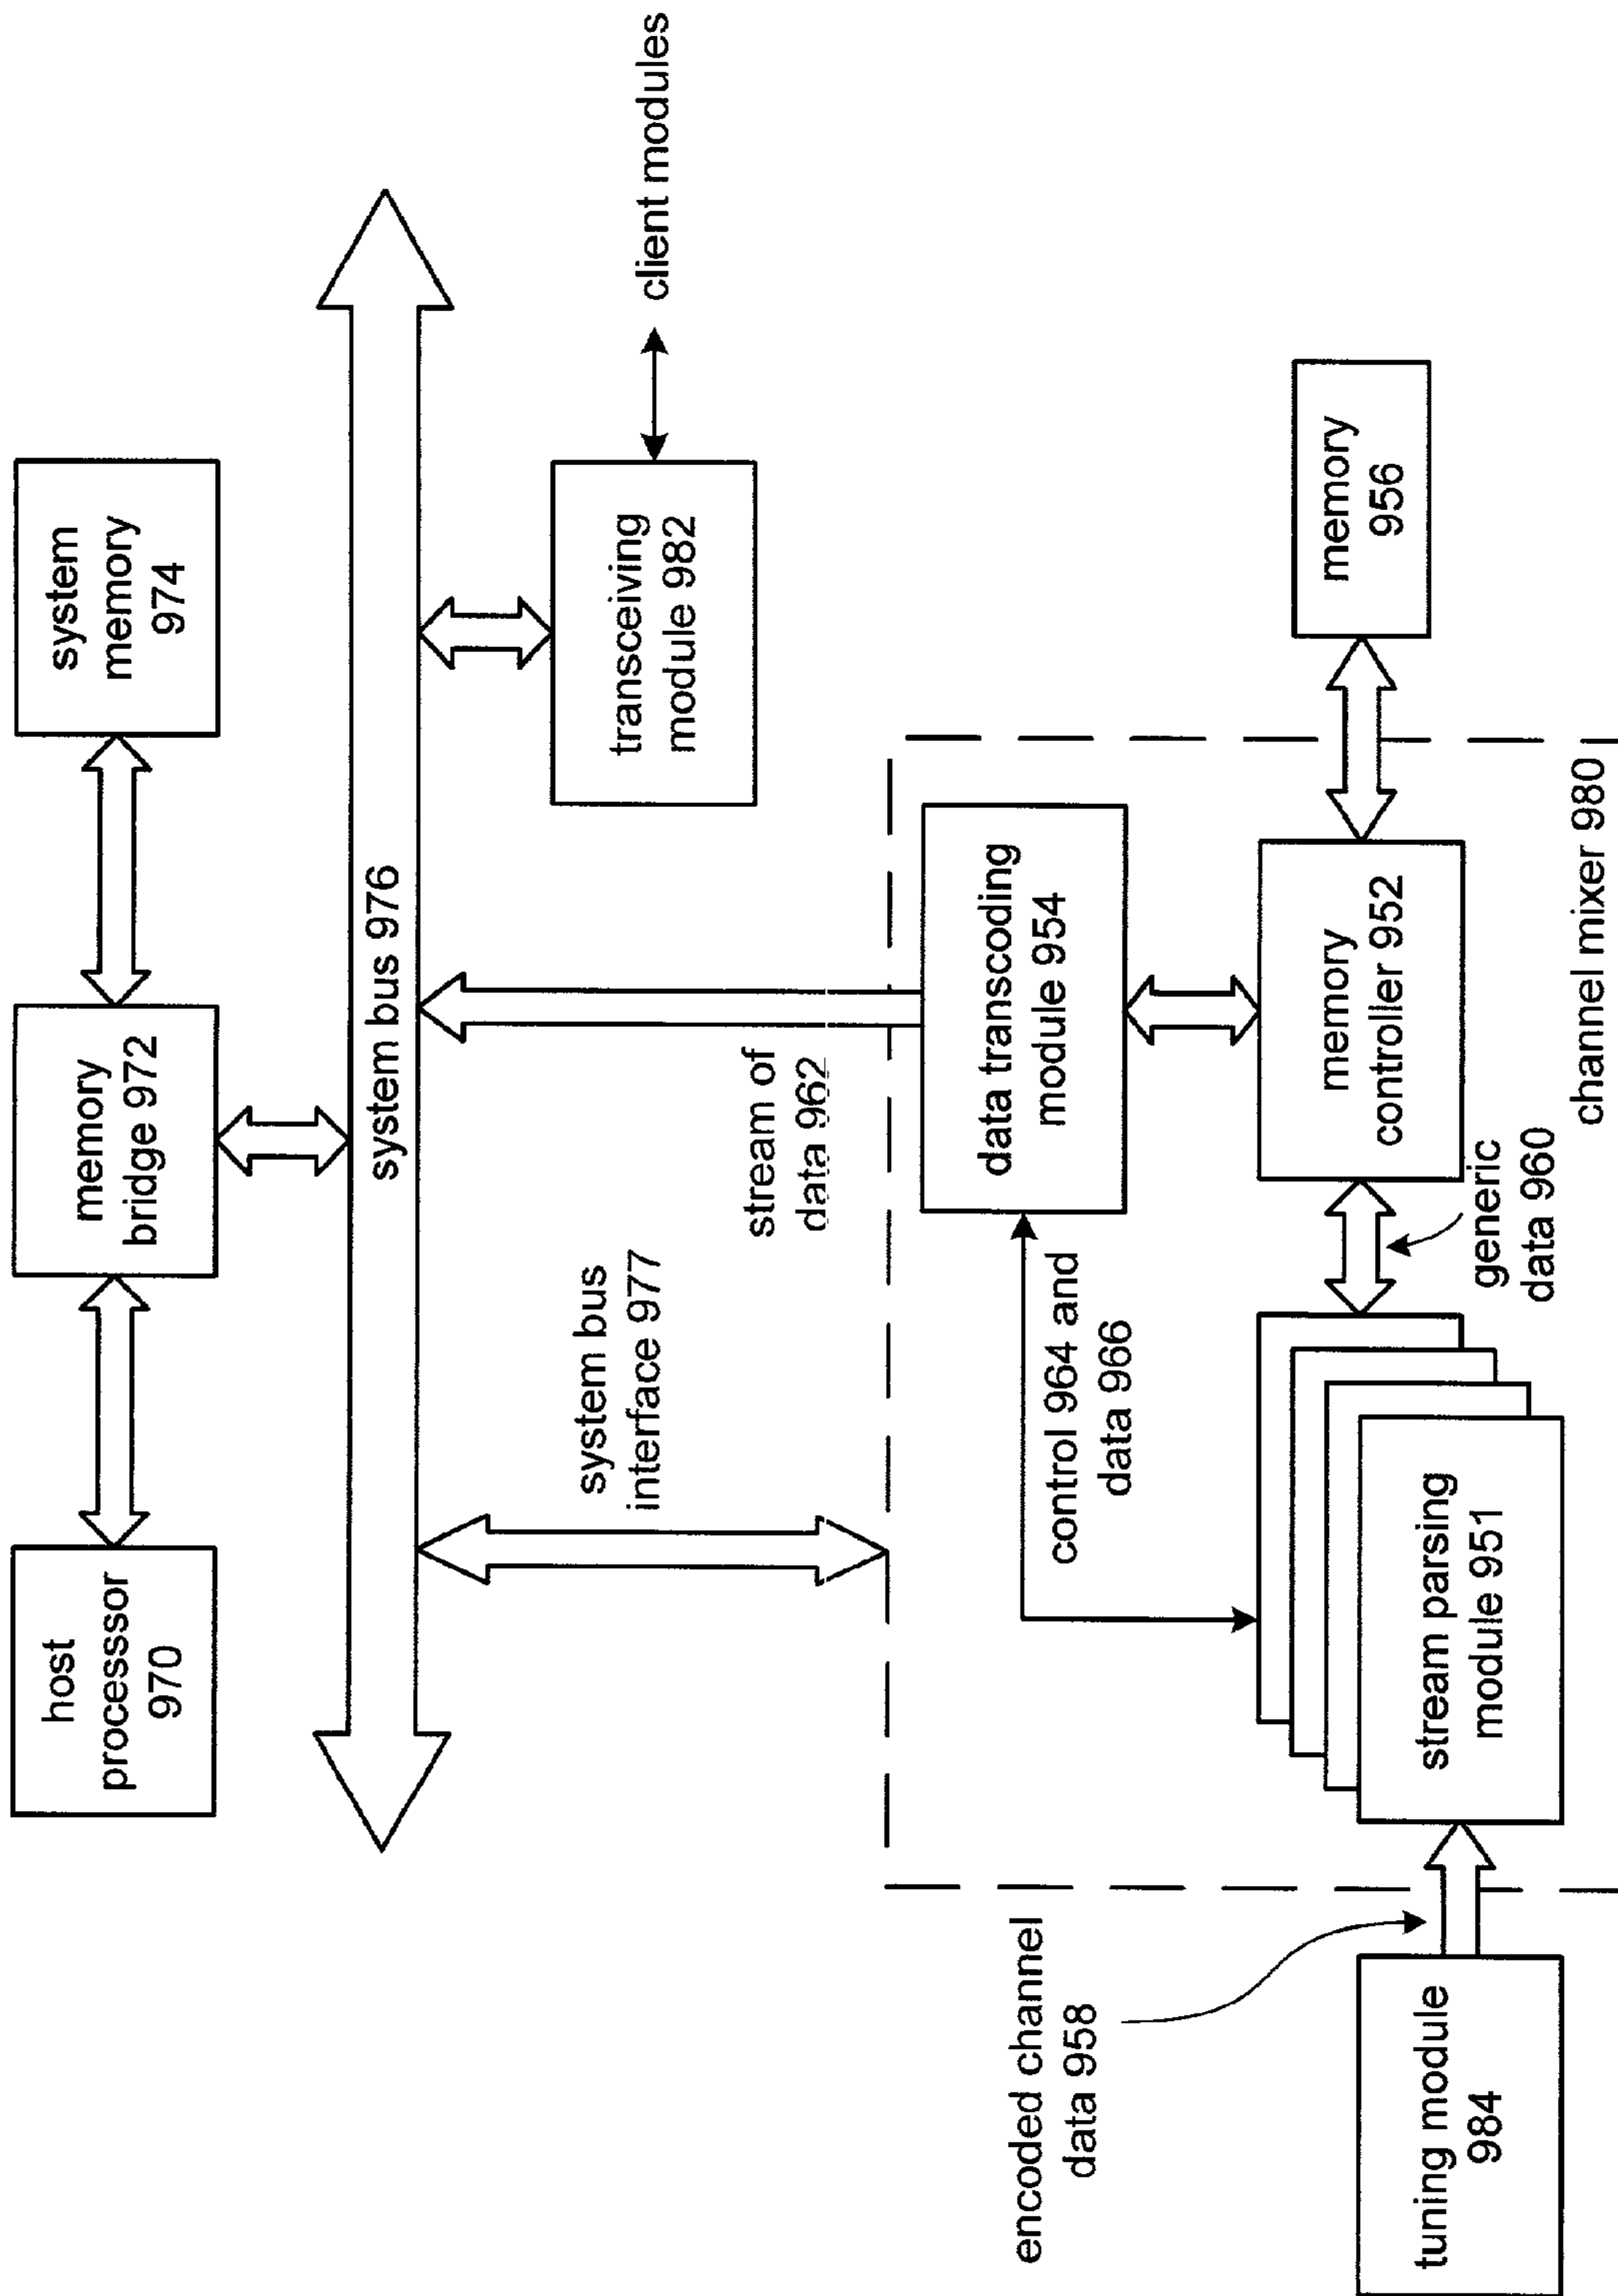 host
processsor
970
memory
bridge 972
system
memory
974
system bus 976
system bus
interface 977
stream of
data 962
transceiving
module 982
client modules
encoded channel
data 958
control 964 and
data 966
data transcoding
module 954
tuning module
984
stream parsing
module 951
generic
data 960
memory
controller 952
memory
956
channel mixer 980